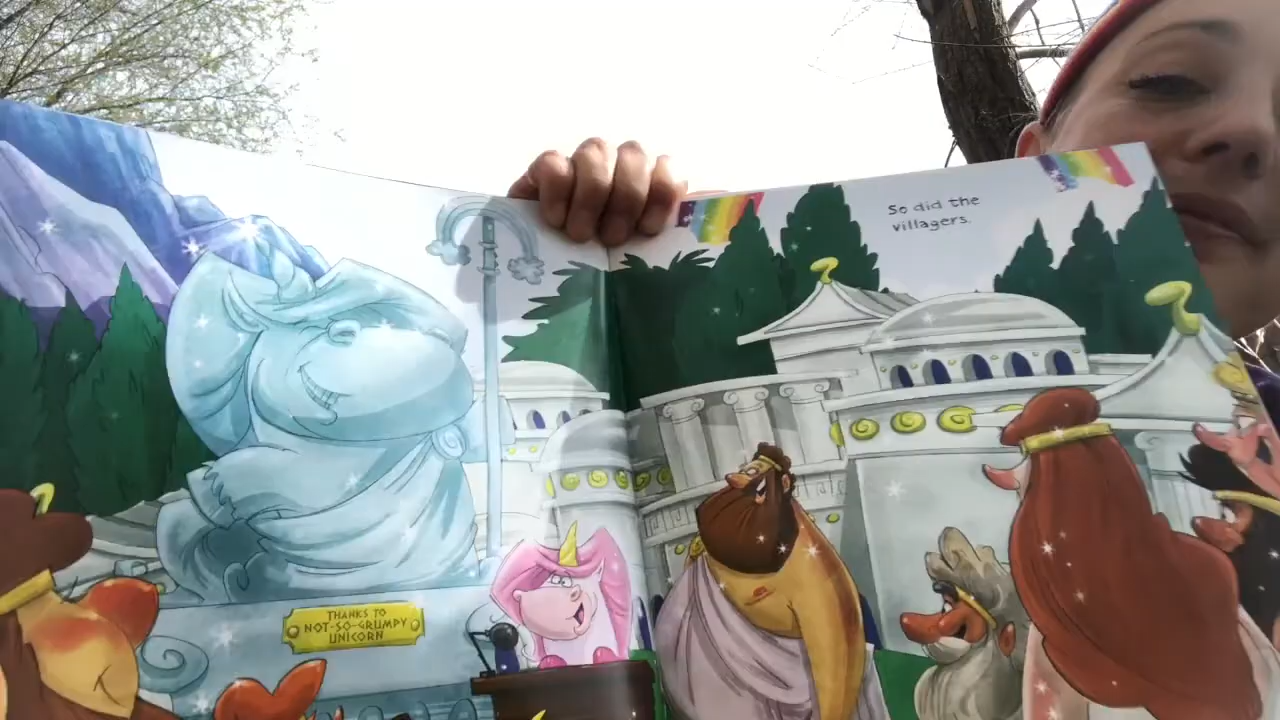 So did the
villagers.
THANKS TO
NOT-SO-GRUMPY
UNICORN